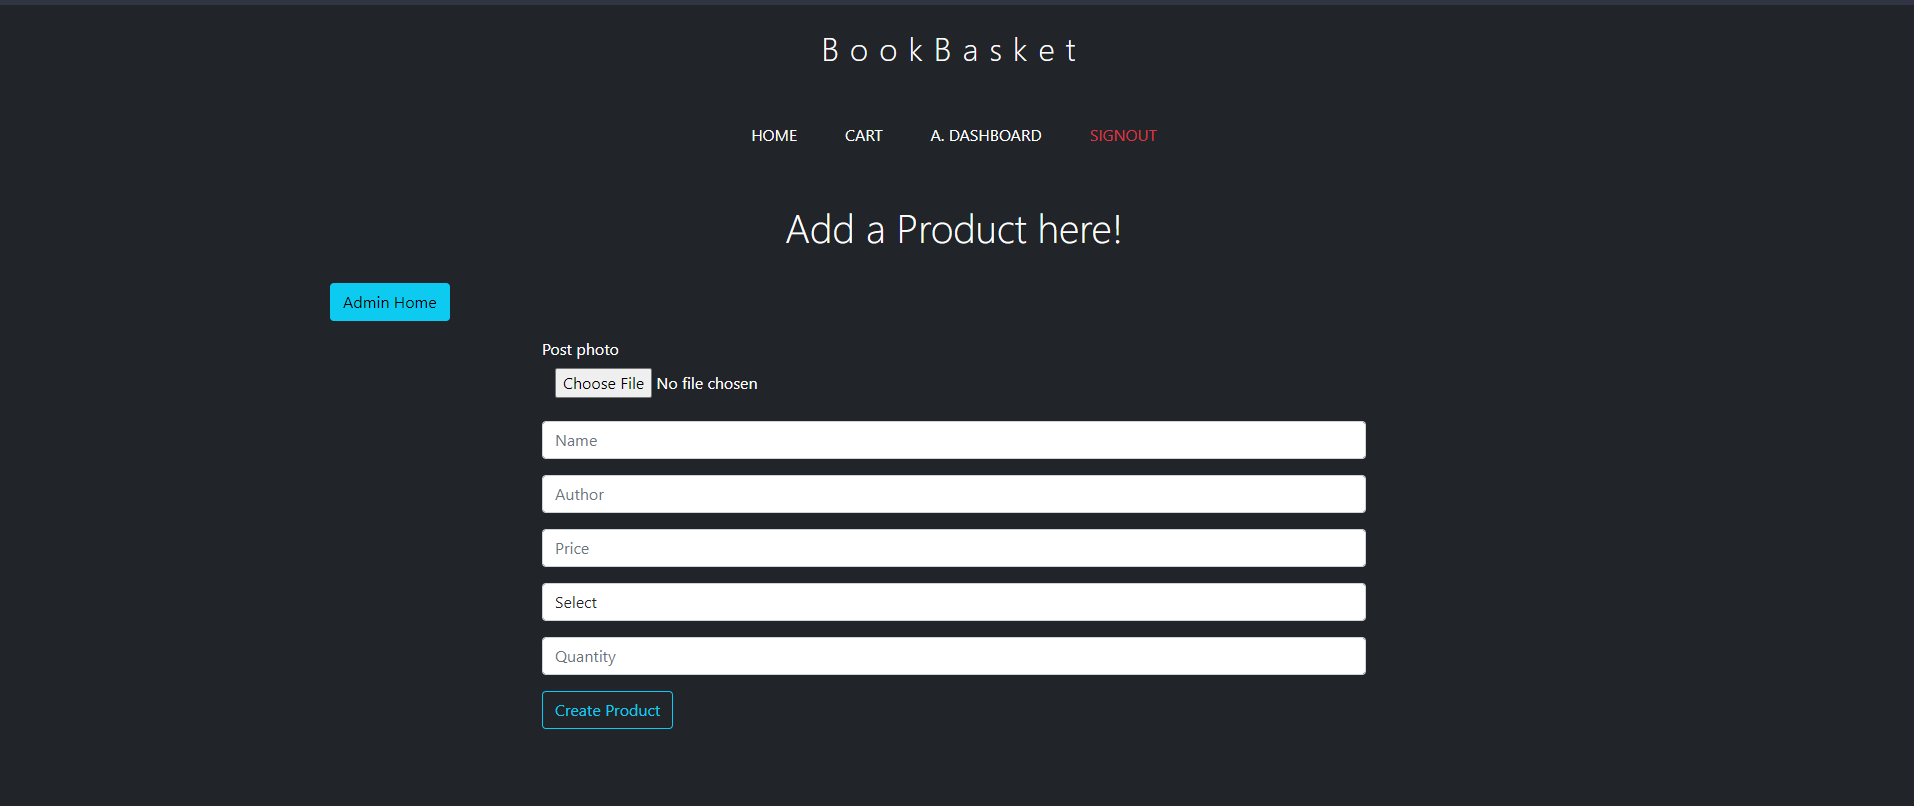 BookBasket
HOME CART A. DASHBOARD SIGNOUT
Add a Product here!
Admin Home
Post photo
Choose File No file chosen
Name
Author
Price
Select
Quantity
Create Product